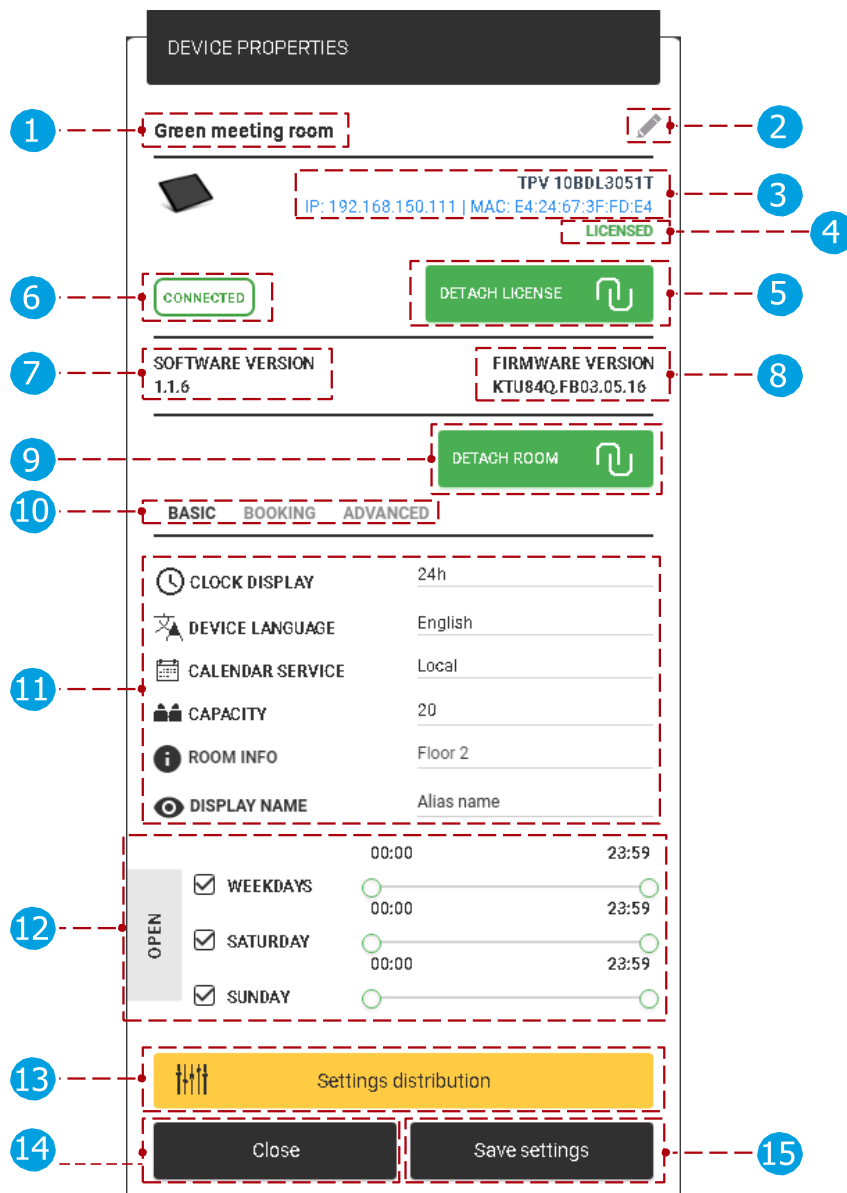 DEVICE PROPERTIES
1 Green meeting room 2
TPV 10BDL3051T 3
IP: 192.168.150.111 | MAC: E4:24:67:3F:FD:E4
LICENSED 4
6 CONNECTED DETACH LICENSE 5
7 SOFTWARE VERSION FIRMWARE VERSION 8
1.1.6 KTU84Q.FB03.05.16
9 DETACH ROOM
10 BASIC BOOKING ADVANCED
CLOCK DISPLAY 24h
DEVICE LANGUAGE English
11 CALENDAR SERVICE Local
CAPACITY 20
ROOM INFO Floor 2
DISPLAY NAME Alias name
00:00 23:59
WEEKDAYS
00:00 23:59
12 OPEN SATURDAY
00:00 23:59
SUNDAY
13 Settings distribution
14 Close Save settings 15